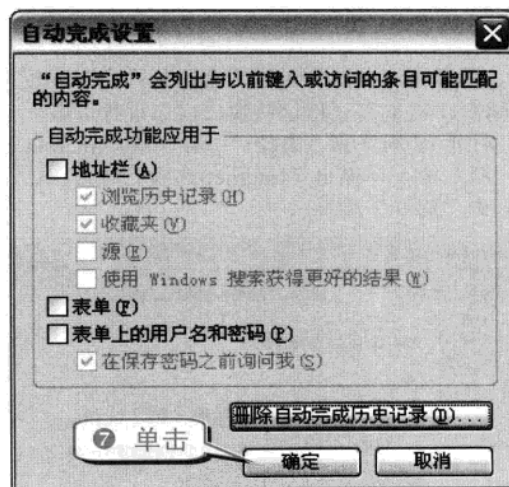 自动完成设置
“自动完成”会列出与以前键入或访问的条目可能匹配
的内容。
自动完成功能应用于
地址栏(A)
浏览历史记录(H)
收藏夹(V)
源(E)
使用 Windows 搜索获得更好的结果(W)
表单(F)
表单上的用户名和密码(P)
在保存密码之前询问我(S)
删除自动完成历史记录(D)...
❼ 单击
确定 取消